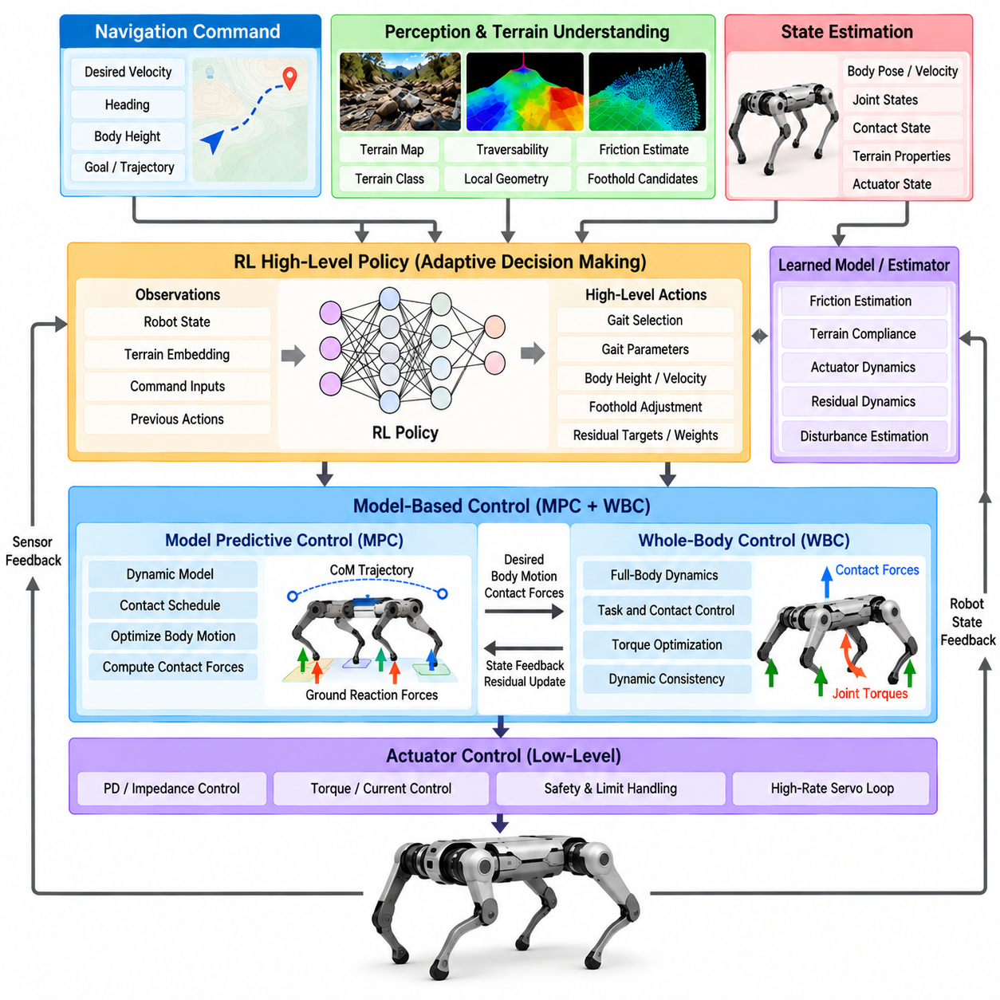 Navigation Command
Desired Velocity
Heading
Body Height
Goal / Trajectory
Perception & Terrain Understanding
Terrain Map
Traversability
Friction Estimate
Terrain Class
Local Geometry
Foothold Candidates
State Estimation
Body Pose / Velocity
Joint States
Contact State
Terrain Properties
Actuator State
RL High-Level Policy (Adaptive Decision Making)
Observations
Robot State
Terrain Embedding
Command Inputs
Previous Actions
RL Policy
High-Level Actions
Gait Selection
Gait Parameters
Body Height / Velocity
Foothold Adjustment
Residual Targets / Weights
Learned Model / Estimator
Friction Estimation
Terrain Compliance
Actuator Dynamics
Residual Dynamics
Disturbance Estimation
Sensor
Feedback
Model-Based Control (MPC + WBC)
Model Predictive Control (MPC)
Dynamic Model
Contact Schedule
Optimize Body Motion
Compute Contact Forces
CoM Trajectory
Ground Reaction Forces
Desired
Body Motion
Contact Forces
State Feedback
Residual Update
Whole-Body Control (WBC)
Full-Body Dynamics
Task and Contact Control
Torque Optimization
Dynamic Consistency
Contact Forces
Joint Torques
Robot
State
Feedback
Actuator Control (Low-Level)
PD / Impedance Control
Torque / Current Control
Safety & Limit Handling
High-Rate Servo Loop